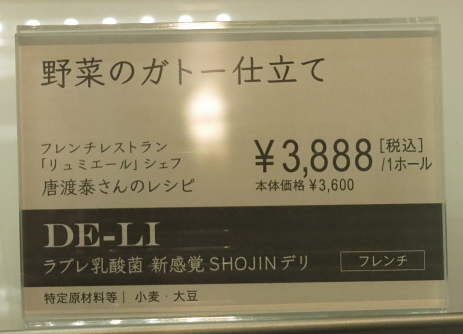 野菜のガトー仕立て
フレンチレストラン
「リュミエール」シェフ
唐渡泰さんのレシピ
¥3,888[税込]/1ホール
本体価格 ¥3,600
DE-LI
ラブレ乳酸菌 新感覚SHOJINデリ
フレンチ
特定原材料等| 小麦・大豆